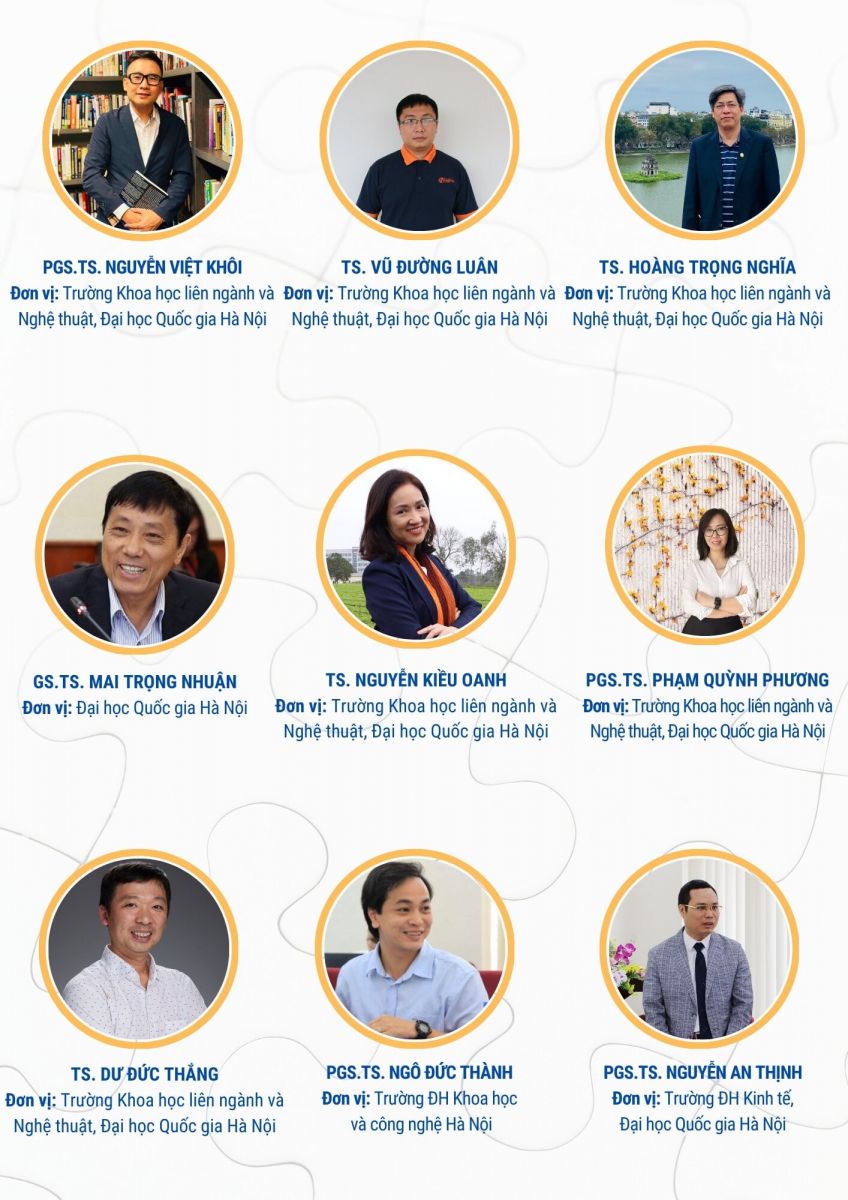 PGS.TS. NGUYỄN VIỆT KHÔI
Đơn vị: Trường Khoa học liên ngành và
Nghệ thuật, Đại học Quốc gia Hà Nội
TS. VŨ ĐƯỜNG LUÂN
Đơn vị: Trường Khoa học liên ngành và
Nghệ thuật, Đại học Quốc gia Hà Nội
TS. HOÀNG TRỌNG NGHĨA
Đơn vị: Trường Khoa học liên ngành và
Nghệ thuật, Đại học Quốc gia Hà Nội
GS.TS. MAI TRỌNG NHUẬN
Đơn vị: Đại học Quốc gia Hà Nội
TS. NGUYỄN KIỀU OANH
Đơn vị: Trường Khoa học liên ngành và
Nghệ thuật, Đại học Quốc gia Hà Nội
PGS.TS. PHẠM QUỲNH PHƯƠNG
Đơn vị: Trường Khoa học liên ngành và
Nghệ thuật, Đại học Quốc gia Hà Nội
TS. DƯ ĐỨC THẮNG
Đơn vị: Trường Khoa học liên ngành và
Nghệ thuật, Đại học Quốc gia Hà Nội
PGS.TS. NGÔ ĐỨC THÀNH
Đơn vị: Trường ĐH Khoa học
và công nghệ Hà Nội
PGS.TS. NGUYỄN AN THỊNH
Đơn vị: Trường ĐH Kinh tế,
Đại học Quốc gia Hà Nội